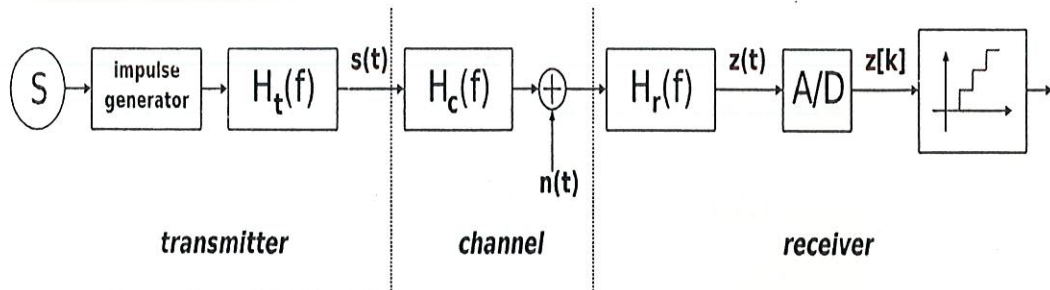 S
impulse
generator
H_t(f)
s(t)
H_c(f)
n(t)
H_r(f)
z(t)
A/D
z[k]
transmitter
channel
receiver